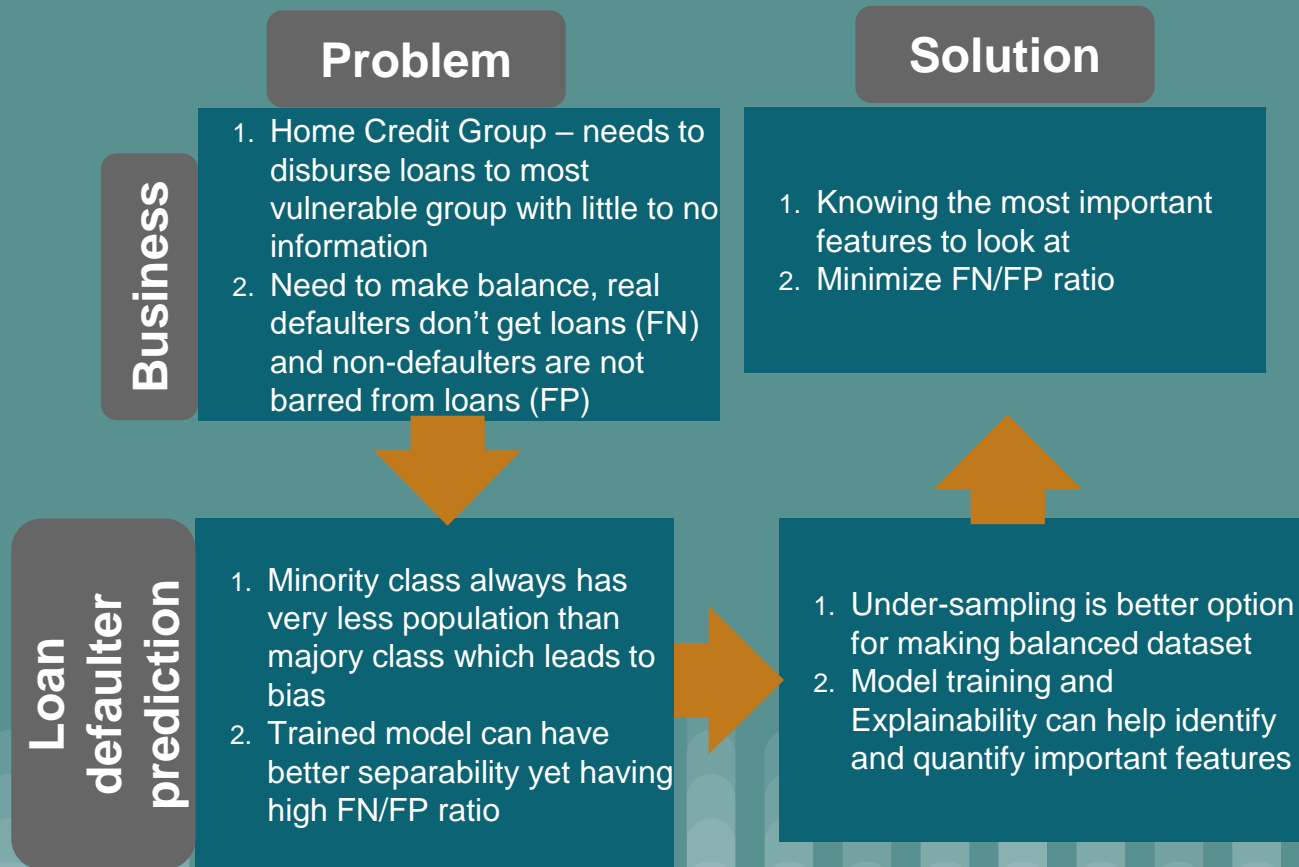 Problem
Solution
Business
1. Home Credit Group – needs to
disburse loans to most
vulnerable group with little to no
information
2. Need to make balance, real
defaulters don’t get loans (FN)
and non-defaulters are not
barred from loans (FP)
1. Knowing the most important
features to look at
2. Minimize FN/FP ratio
Loan
defaulter
prediction
1. Minority class always has
very less population than
majory class which leads to
bias
2. Trained model can have
better separability yet having
high FN/FP ratio
1. Under-sampling is better option
for making balanced dataset
2. Model training and
Explainability can help identify
and quantify important features